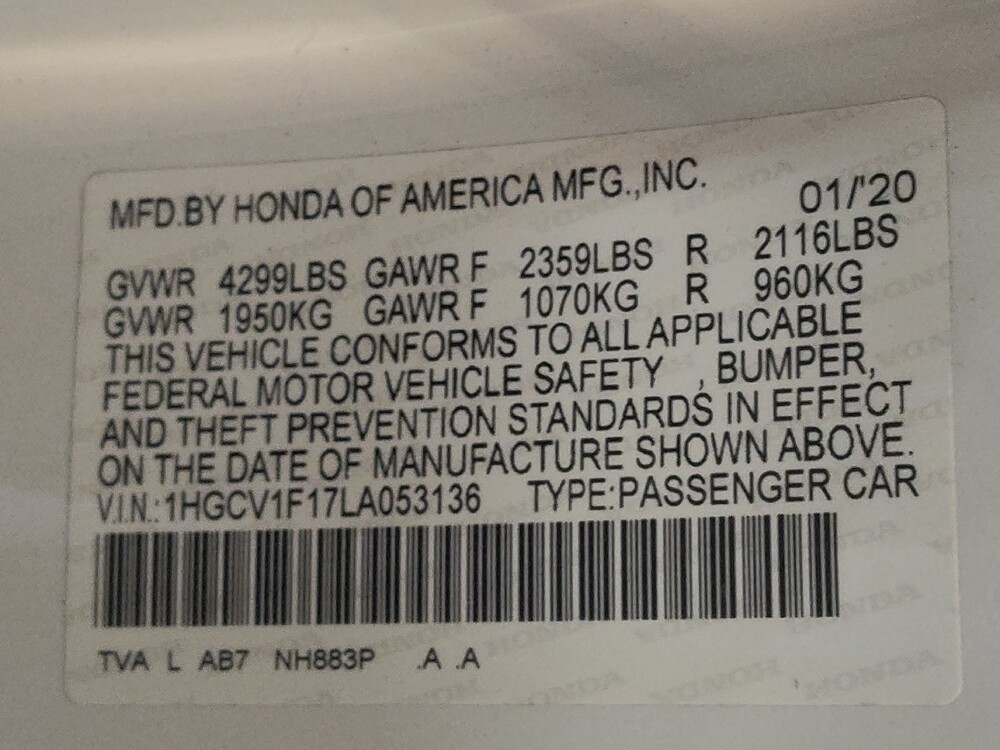 MFD.BY HONDA OF AMERICA MFG.,INC. 01/'20
GVWR 4299LBS GAWR F 2359LBS R 2116LBS
GVWR 1950KG GAWR F 1070KG R 960KG
THIS VEHICLE CONFORMS TO ALL APPLICABLE
FEDERAL MOTOR VEHICLE SAFETY , BUMPER,
AND THEFT PREVENTION STANDARDS IN EFFECT
ON THE DATE OF MANUFACTURE SHOWN ABOVE.
V.I.N.:1HGCV1F17LA053136 TYPE:PASSENGER CAR
TVA L AB7 NH883P .A .A